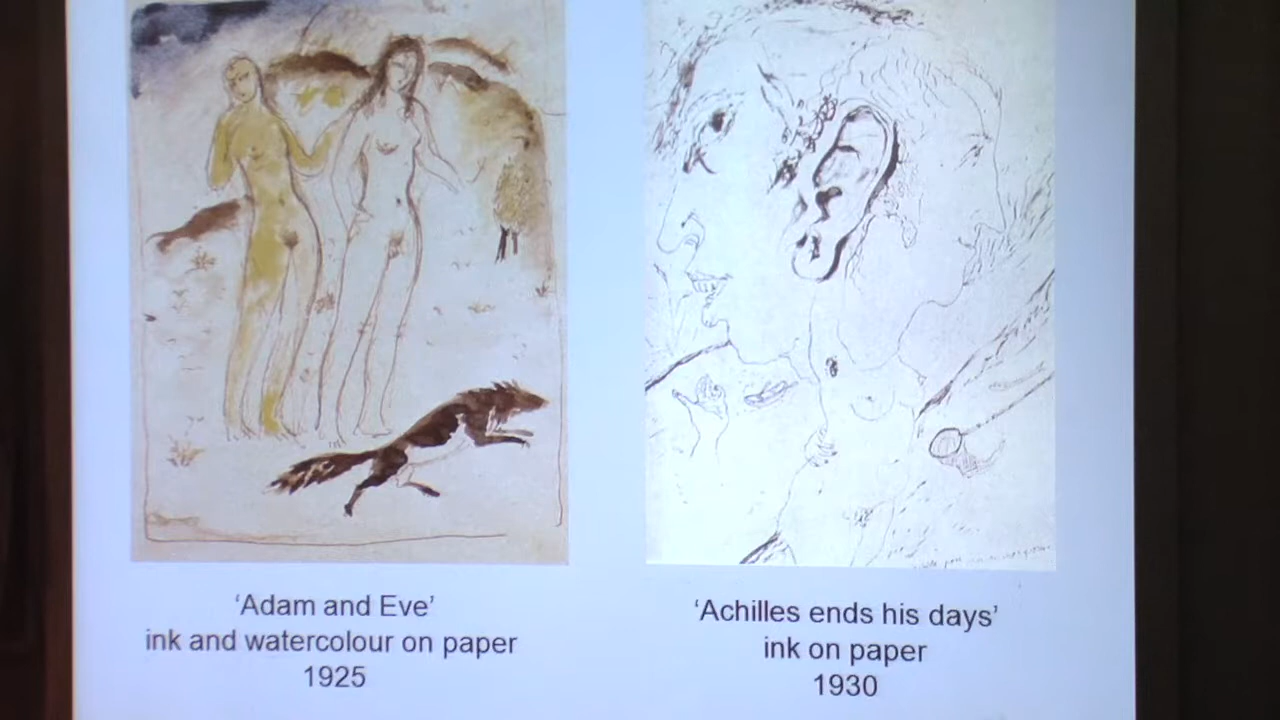 ‘Adam and Eve’
ink and watercolour on paper
1925
‘Achilles ends his days’
ink on paper
1930